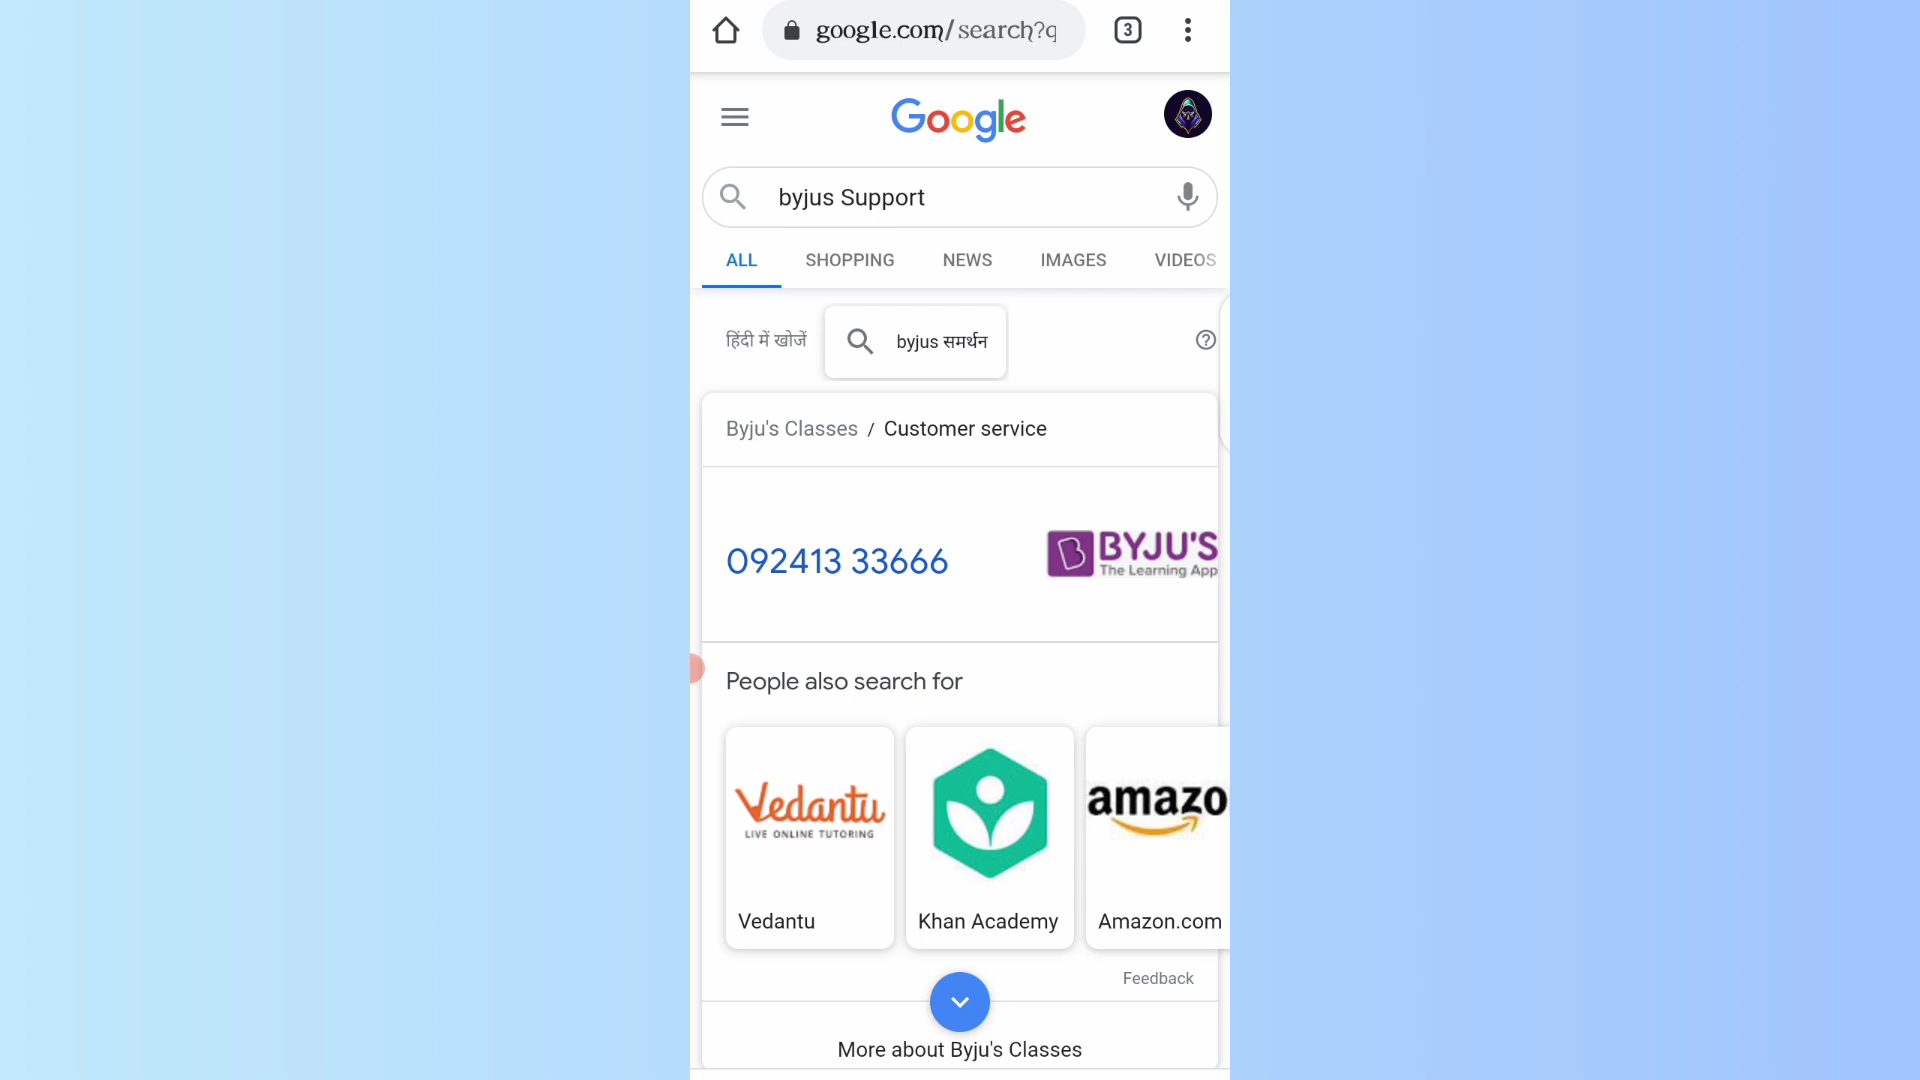 google.com/search?q
3
Google
byjus Support
ALL SHOPPING NEWS IMAGES VIDEOS
हिंदी में खोजें byjus समर्थन
Byju's Classes / Customer service
092413 33666
BYJU'S
The Learning App
People also search for
Vedantu
LIVE ONLINE TUTORING
amazo
Vedantu Khan Academy Amazon.com
Feedback
More about Byju's Classes